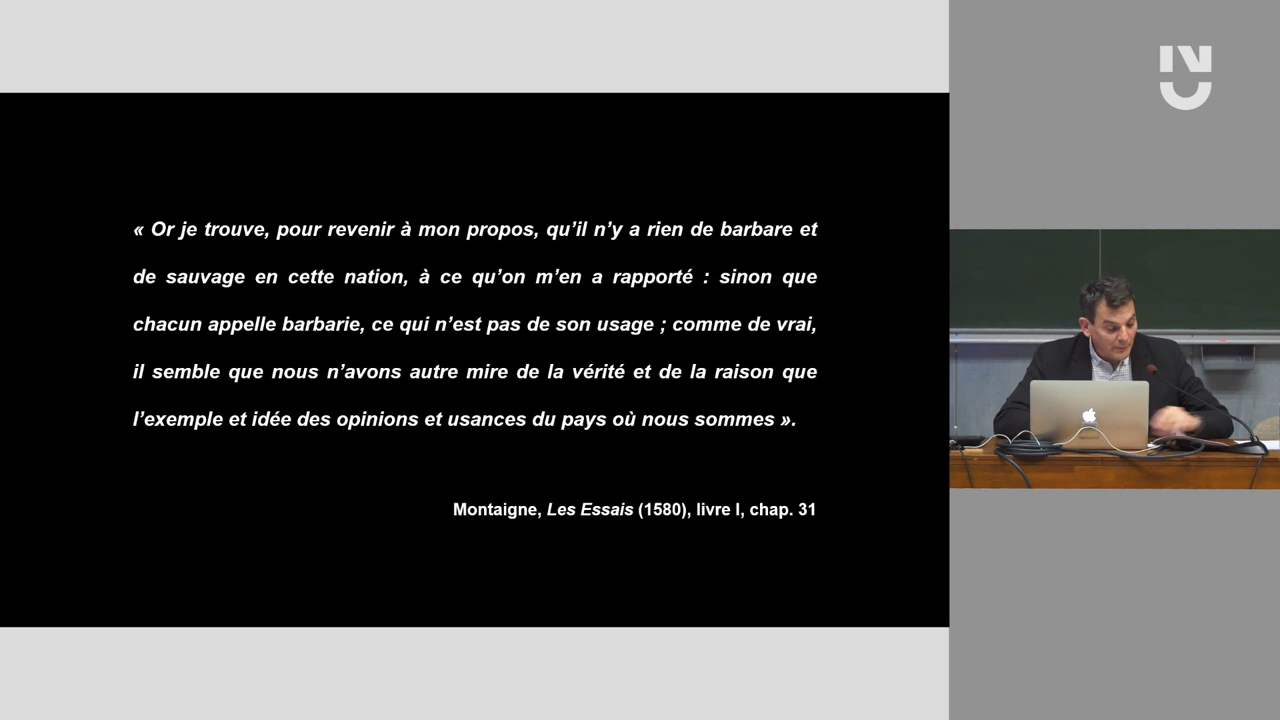 « Or je trouve, pour revenir à mon propos, qu’il n’y a rien de barbare et
de sauvage en cette nation, à ce qu’on m’en a rapporté : sinon que
chacun appelle barbarie, ce qui n’est pas de son usage ; comme de vrai,
il semble que nous n’avons autre mire de la vérité et de la raison que
l’exemple et idée des opinions et usances du pays où nous sommes ».
Montaigne, Les Essais (1580), livre I, chap. 31